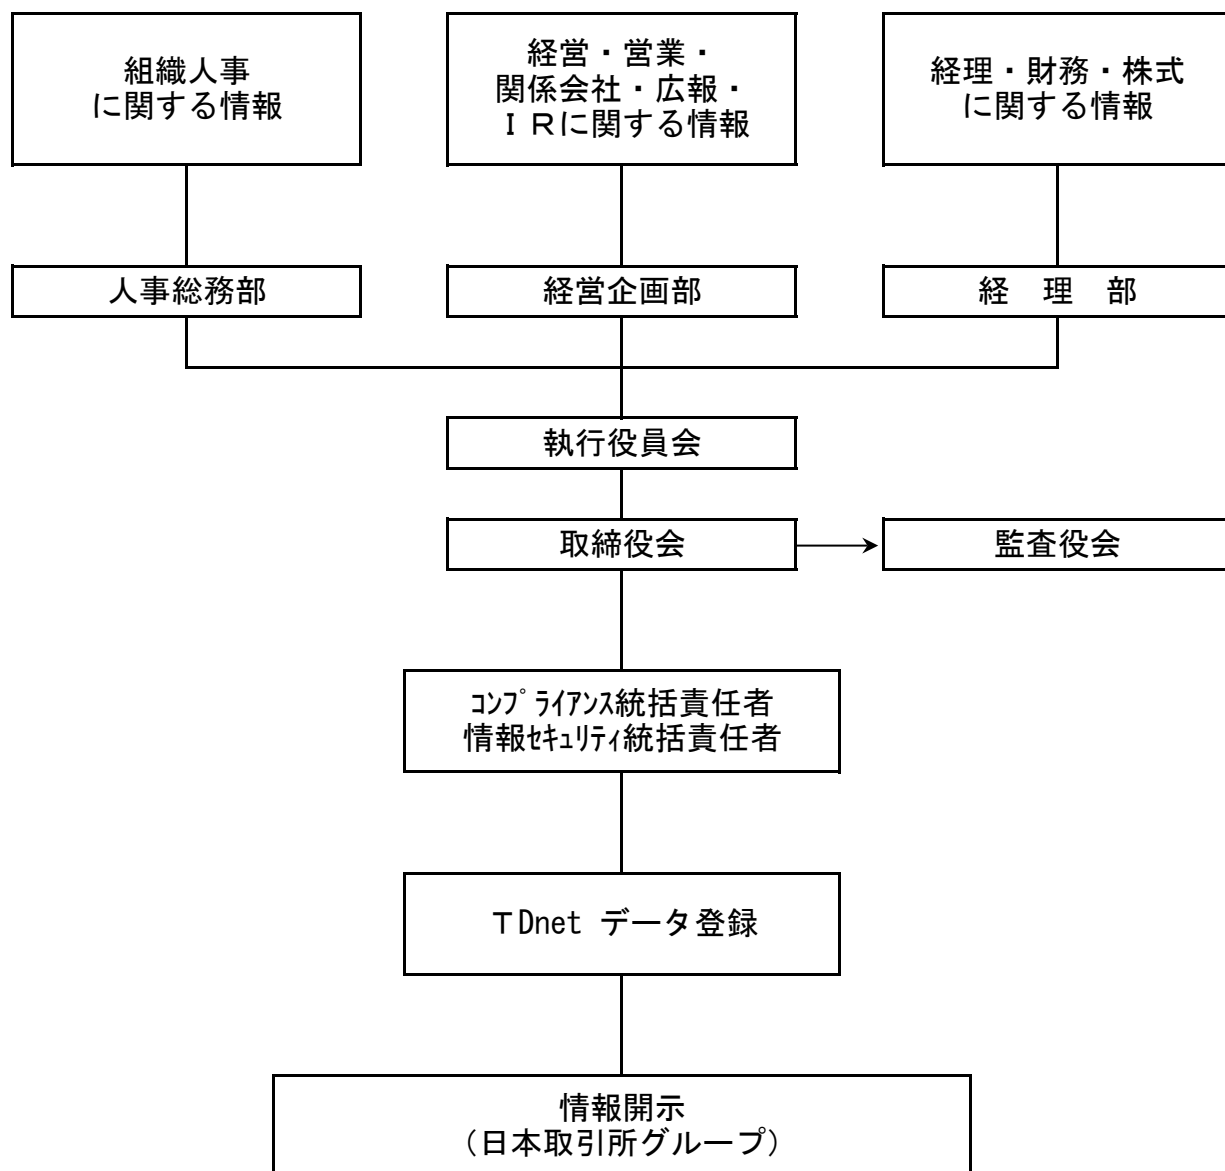 組織人事
に関する情報
経営・営業・
関係会社・広報・
ＩＲに関する情報
経理・財務・株式
に関する情報
人事総務部
経営企画部
経　理　部
執行役員会
取締役会
監査役会
ｺﾝﾌﾟﾗｲｱﾝｽ統括責任者
情報ｾｷｭﾘﾃｨ統括責任者
ＴDnet データ登録
情報開示
（日本取引所グループ）